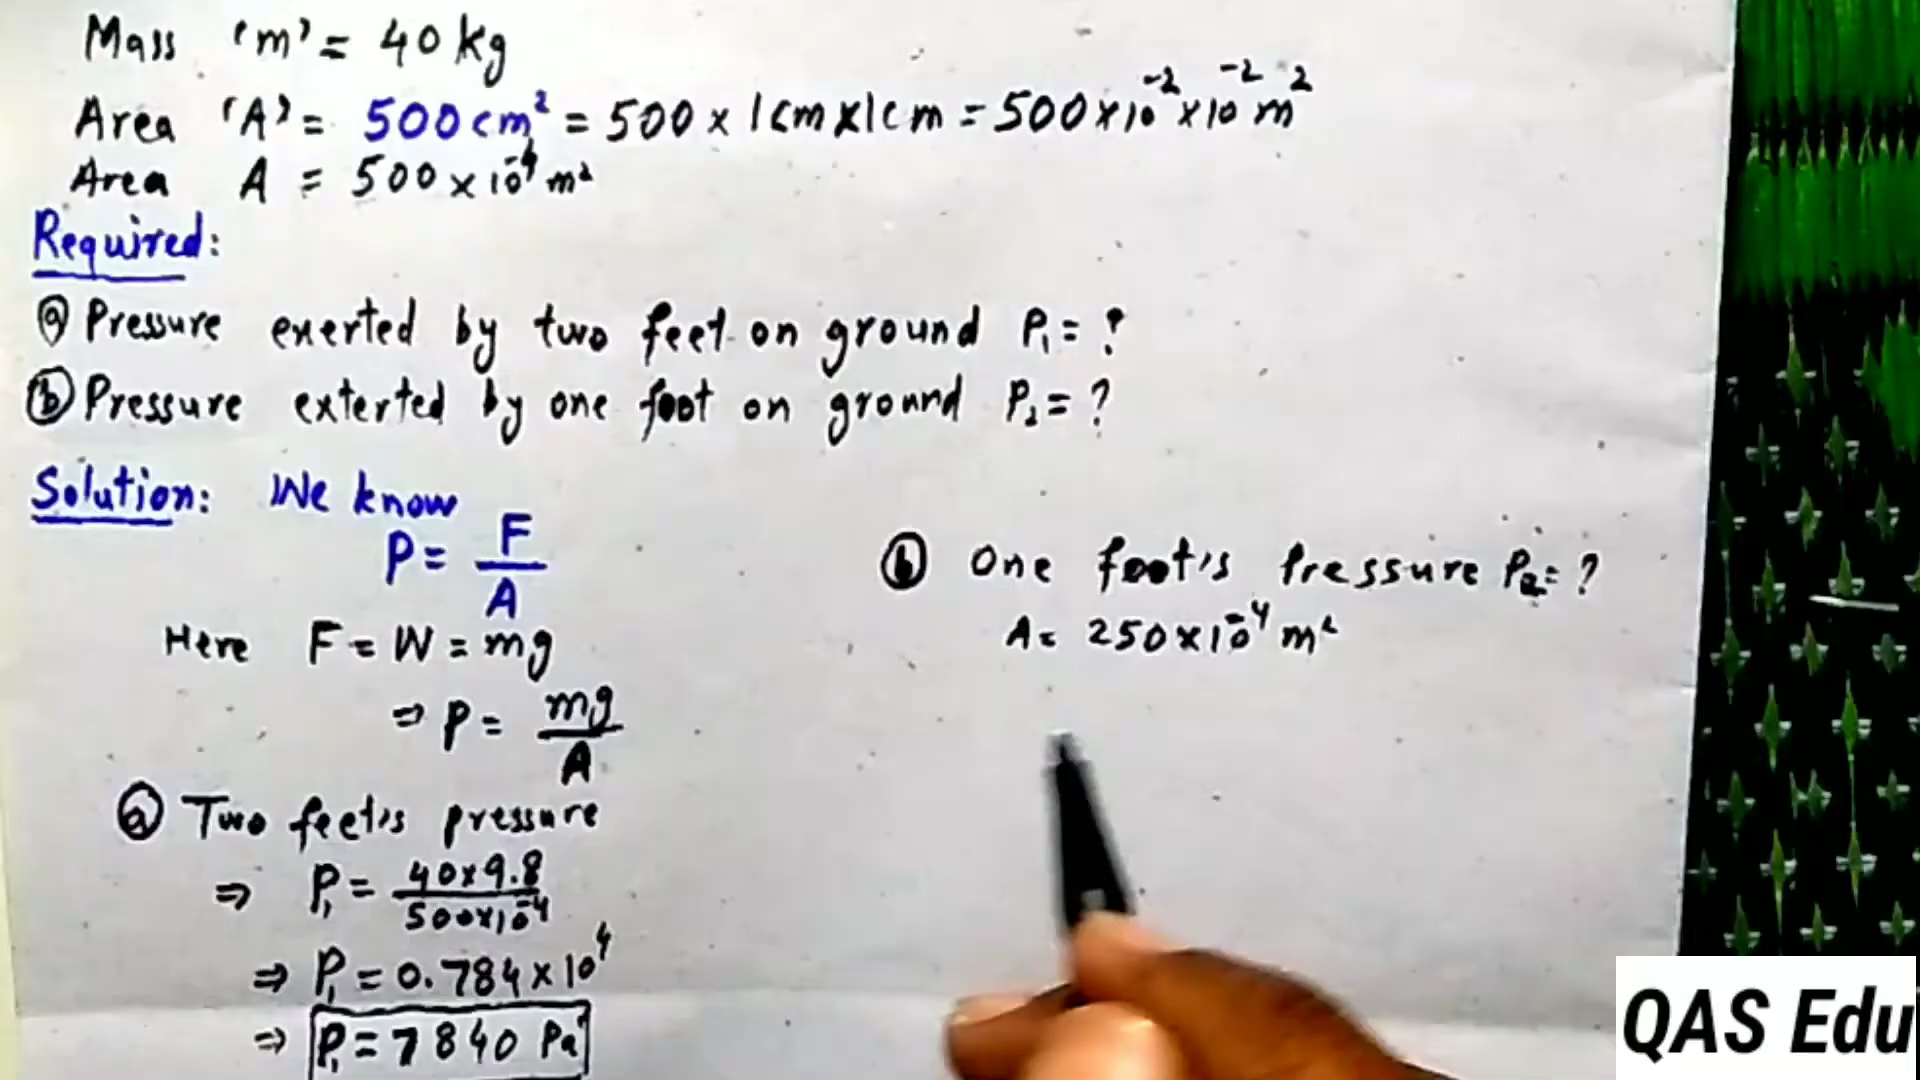 Mass 'm' = 40 kg
Area 'A' = 500 cm² = 500 × 1cm × 1cm = 500 × 10⁻² × 10⁻² m²
Area A = 500 × 10⁻⁴ m²
Required:
ⓐ Pressure exerted by two feet on ground P₁ = ?
ⓑ Pressure exterted by one foot on ground P₂ = ?
Solution: We know
P = F/A
Here F = W = mg
⇒ P = mg/A
ⓐ Two feet's pressure
⇒ P₁ = 40×9.8/500×10⁻⁴
⇒ P₁ = 0.784 × 10⁴
⇒ P₁ = 7840 Pa
ⓑ One foot's Pressure P₂ = ?
A = 250×10⁻⁴ m²
QAS Edu